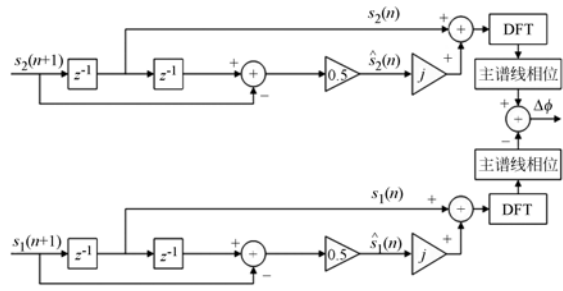 s₂(n)
+
+
DFT
s₂(n+1)
z⁻¹
z⁻¹
+
+
−
0.5
ŝ₂(n)
j
+
主谱线相位
+
+
Δϕ
−
主谱线相位
s₁(n)
+
+
DFT
s₁(n+1)
z⁻¹
z⁻¹
+
+
−
0.5
ŝ₁(n)
j
+